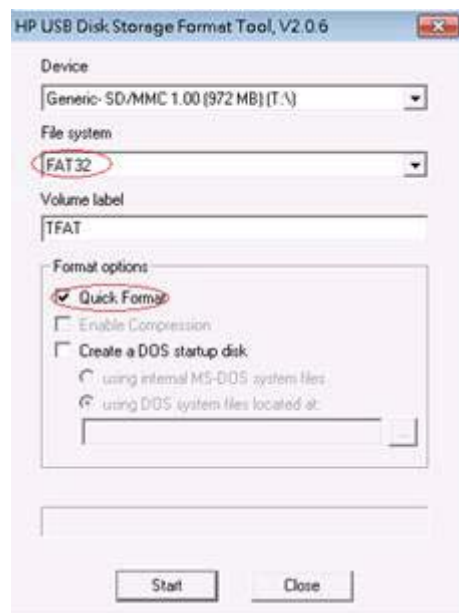 HP USB Disk Storage Format Tool, V2.0.6
Device
Generic- SD/MMC 1.00 (972 MB) (T:\)
File system
FAT32
Volume label
TFAT
Format options
Quick Format
Enable Compression
Create a DOS startup disk
using internal MS-DOS system files
using DOS system files located at:
...
Start
Close